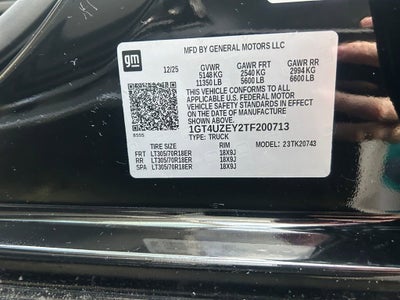 gm
MFD BY GENERAL MOTORS LLC
12/25 GVWR GAWR FRT GAWR RR
5148 KG 2540 KG 2994 KG
11350 LB 5600 LB 6600 LB
THIS VEHICLE CONFORMS TO ALL
APPLICABLE U.S. FEDERAL MOTOR
VEHICLE SAFETY STANDARDS IN EFFECT
ON THE DATE OF MANUFACTURE
SHOWN ABOVE.
1GT4UZEY2TF200713
TYPE: TRUCK
TIRE SIZE RIM MODEL: 23TK20743
FRT LT305/70R18ER 18X9J
RR LT305/70R18ER 18X9J
SPA LT305/70R18ER 18X9J